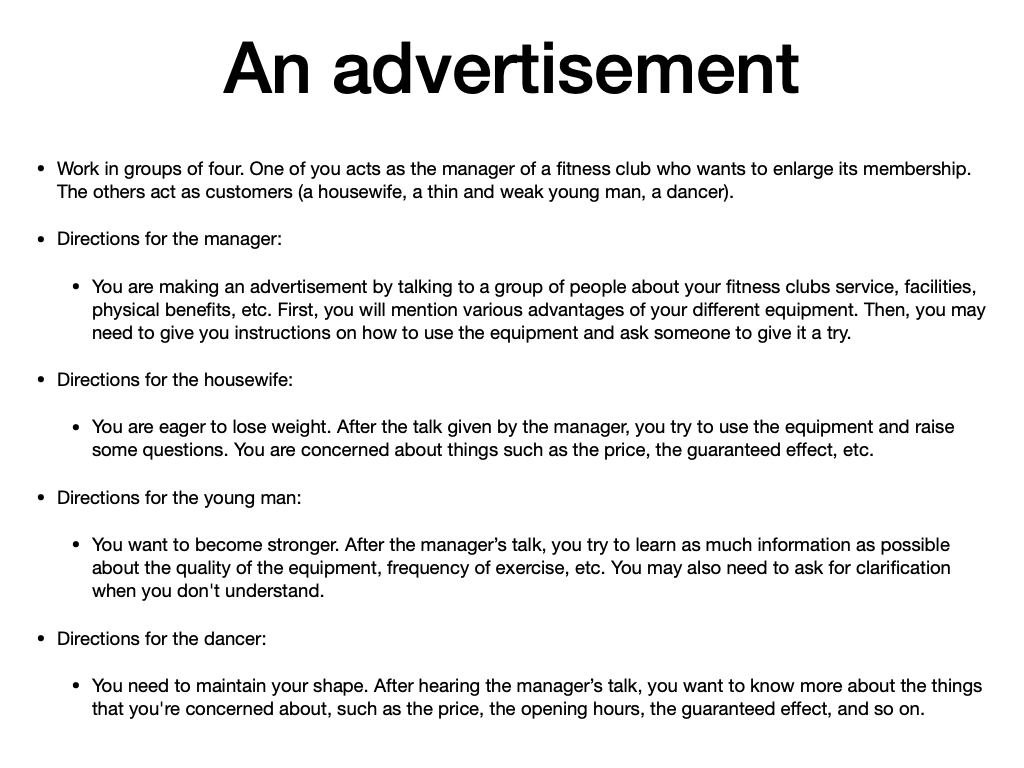 An advertisement
• Work in groups of four. One of you acts as the manager of a fitness club who wants to enlarge its membership.
The others act as customers (a housewife, a thin and weak young man, a dancer).
• Directions for the manager:
• You are making an advertisement by talking to a group of people about your fitness clubs service, facilities,
physical benefits, etc. First, you will mention various advantages of your different equipment. Then, you may
need to give you instructions on how to use the equipment and ask someone to give it a try.
• Directions for the housewife:
• You are eager to lose weight. After the talk given by the manager, you try to use the equipment and raise
some questions. You are concerned about things such as the price, the guaranteed effect, etc.
• Directions for the young man:
• You want to become stronger. After the manager’s talk, you try to learn as much information as possible
about the quality of the equipment, frequency of exercise, etc. You may also need to ask for clarification
when you don't understand.
• Directions for the dancer:
• You need to maintain your shape. After hearing the manager’s talk, you want to know more about the things
that you're concerned about, such as the price, the opening hours, the guaranteed effect, and so on.